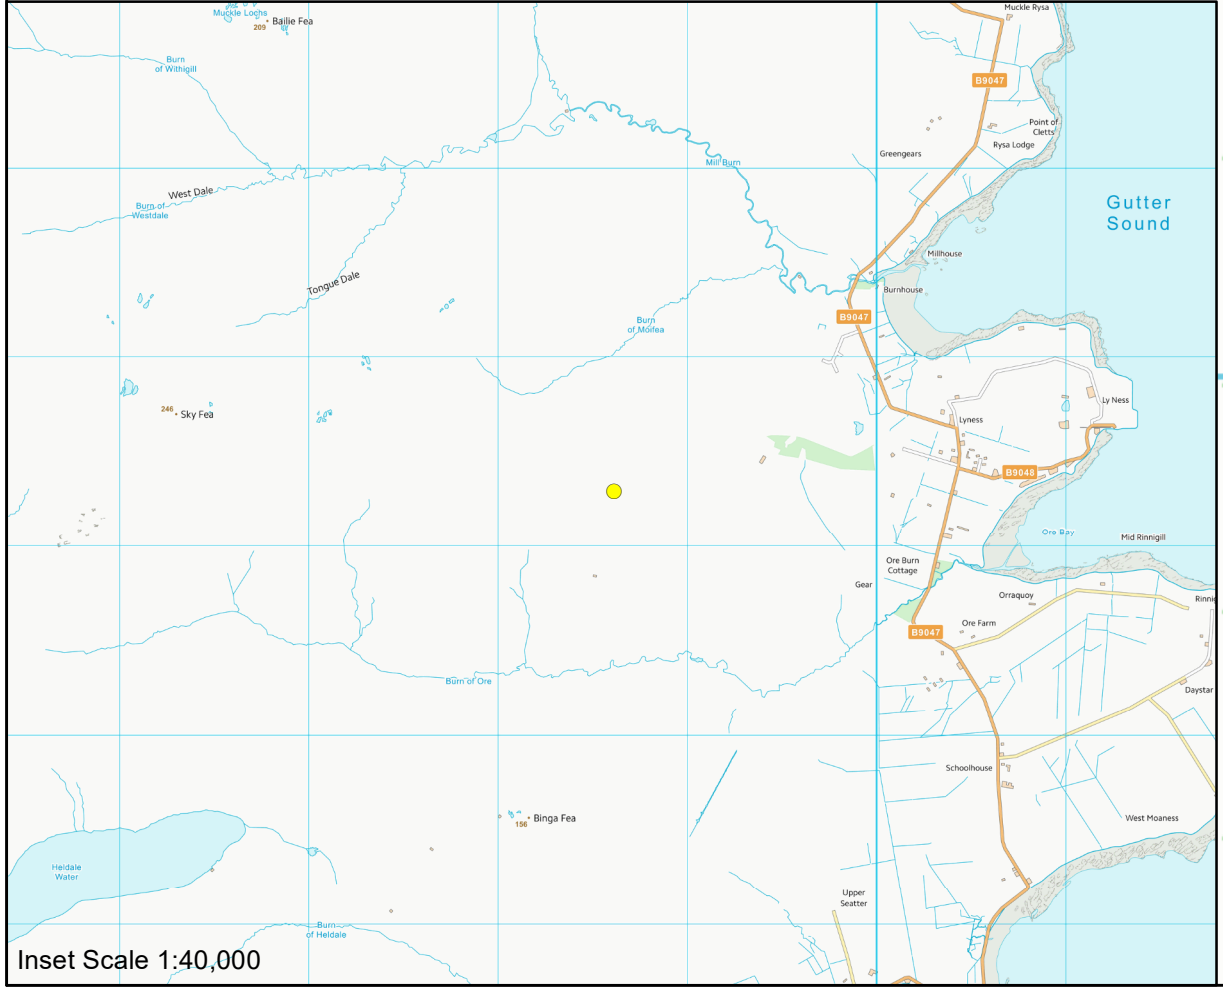 Muckle Lochs
Bailie Fea
209
Muckle Rysa
Burn
of Withigill
B9047
Point of
Cletts
Rysa Lodge
Greengears
Mill Burn
West Dale
Burn of
Westdale
Gutter
Sound
Millhouse
Tongue Dale
Burnhouse
Burn
of Moifea
B9047
246
Sky Fea
Ly Ness
Lyness
B9048
Ore Bay
Mid Rinnigill
Ore Burn
Cottage
Gear
Orraquoy
Rinnig
Ore Farm
B9047
Burn of Ore
Daystar
Schoolhouse
Binga Fea
156
West Moaness
Heldale
Water
Upper
Seatter
Burn
of Heldale
Inset Scale 1:40,000